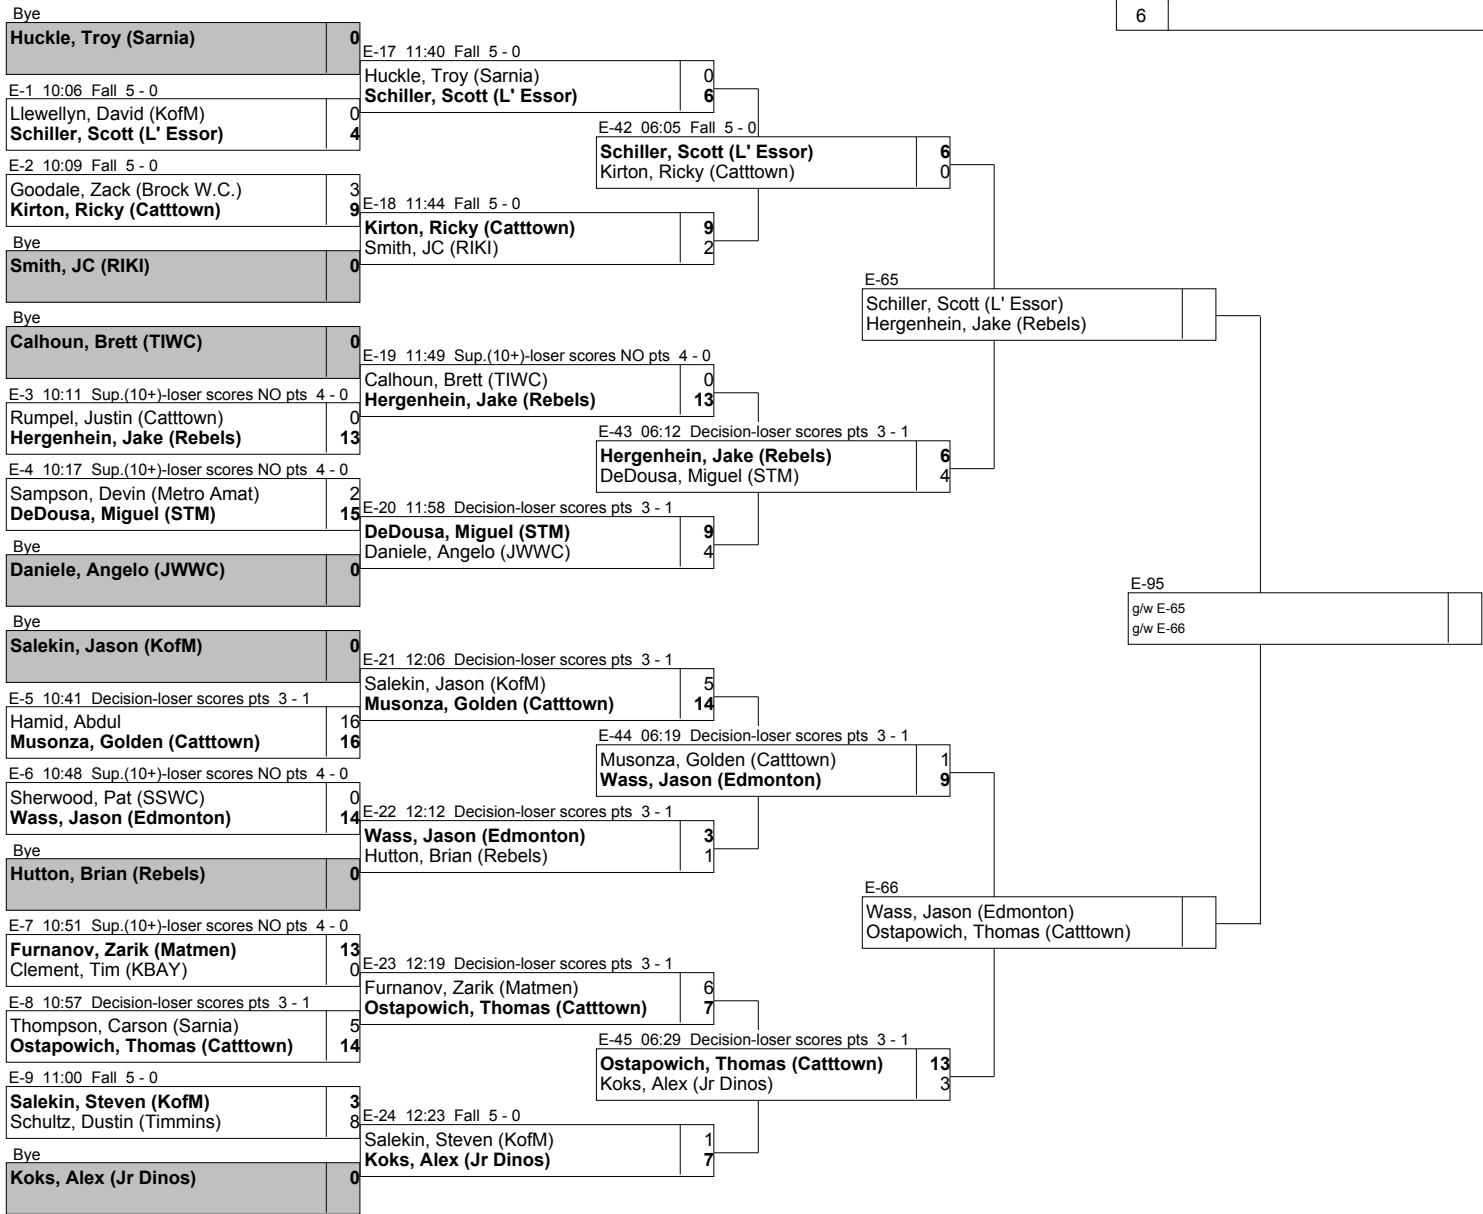 6
Bye
Huckle, Troy (Sarnia) 0
E-1 10:06 Fall 5 - 0
Llewellyn, David (KofM) 0
Schiller, Scott (L' Essor) 4
E-2 10:09 Fall 5 - 0
Goodale, Zack (Brock W.C.) 3
Kirton, Ricky (Catttown) 9
Bye
Smith, JC (RIKI) 0
Bye
Calhoun, Brett (TIWC) 0
E-3 10:11 Sup.(10+)-loser scores NO pts 4 - 0
Rumpel, Justin (Catttown) 0
Hergenhein, Jake (Rebels) 13
E-4 10:17 Sup.(10+)-loser scores NO pts 4 - 0
Sampson, Devin (Metro Amat) 2
DeDousa, Miguel (STM) 15
Bye
Daniele, Angelo (JWWC) 0
Bye
Salekin, Jason (KofM) 0
E-5 10:41 Decision-loser scores pts 3 - 1
Hamid, Abdul 16
Musonza, Golden (Catttown) 16
E-6 10:48 Sup.(10+)-loser scores NO pts 4 - 0
Sherwood, Pat (SSWC) 0
Wass, Jason (Edmonton) 14
Bye
Hutton, Brian (Rebels) 0
E-7 10:51 Sup.(10+)-loser scores NO pts 4 - 0
Furnanov, Zarik (Matmen) 13
Clement, Tim (KBAY) 0
E-8 10:57 Decision-loser scores pts 3 - 1
Thompson, Carson (Sarnia) 5
Ostapowich, Thomas (Catttown) 14
E-9 11:00 Fall 5 - 0
Salekin, Steven (KofM) 3
Schultz, Dustin (Timmins) 8
Bye
Koks, Alex (Jr Dinos) 0
E-17 11:40 Fall 5 - 0
Huckle, Troy (Sarnia) 0
Schiller, Scott (L' Essor) 6
E-18 11:44 Fall 5 - 0
Kirton, Ricky (Catttown) 9
Smith, JC (RIKI) 2
E-19 11:49 Sup.(10+)-loser scores NO pts 4 - 0
Calhoun, Brett (TIWC) 0
Hergenhein, Jake (Rebels) 13
E-20 11:58 Decision-loser scores pts 3 - 1
DeDousa, Miguel (STM) 9
Daniele, Angelo (JWWC) 4
E-21 12:06 Decision-loser scores pts 3 - 1
Salekin, Jason (KofM) 5
Musonza, Golden (Catttown) 14
E-22 12:12 Decision-loser scores pts 3 - 1
Wass, Jason (Edmonton) 3
Hutton, Brian (Rebels) 1
E-23 12:19 Decision-loser scores pts 3 - 1
Furnanov, Zarik (Matmen) 6
Ostapowich, Thomas (Catttown) 7
E-24 12:23 Fall 5 - 0
Salekin, Steven (KofM) 1
Koks, Alex (Jr Dinos) 7
E-42 06:05 Fall 5 - 0
Schiller, Scott (L' Essor) 6
Kirton, Ricky (Catttown) 0
E-43 06:12 Decision-loser scores pts 3 - 1
Hergenhein, Jake (Rebels) 6
DeDousa, Miguel (STM) 4
E-44 06:19 Decision-loser scores pts 3 - 1
Musonza, Golden (Catttown) 1
Wass, Jason (Edmonton) 9
E-45 06:29 Decision-loser scores pts 3 - 1
Ostapowich, Thomas (Catttown) 13
Koks, Alex (Jr Dinos) 3
E-65
Schiller, Scott (L' Essor)
Hergenhein, Jake (Rebels)
E-66
Wass, Jason (Edmonton)
Ostapowich, Thomas (Catttown)
E-95
g/w E-65
g/w E-66